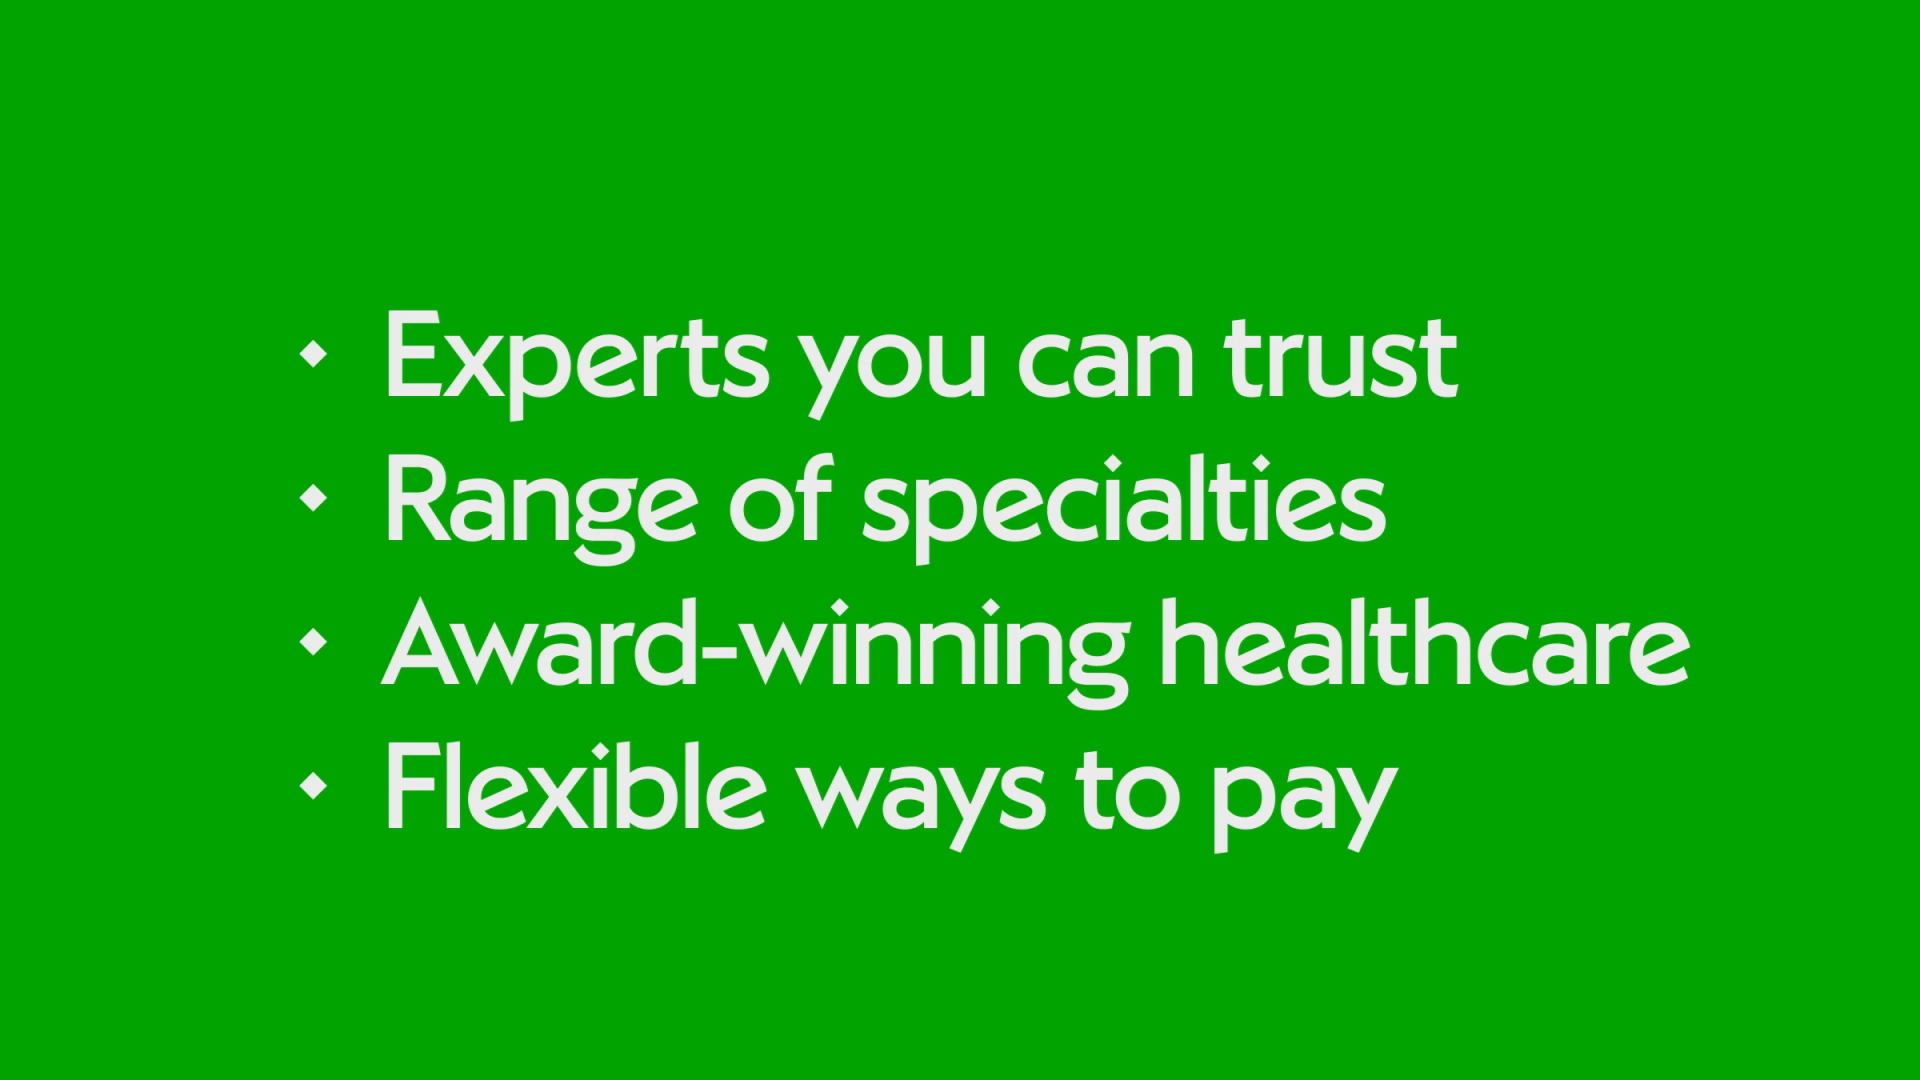 Experts you can trust
Range of specialties
Award-winning healthcare
Flexible ways to pay